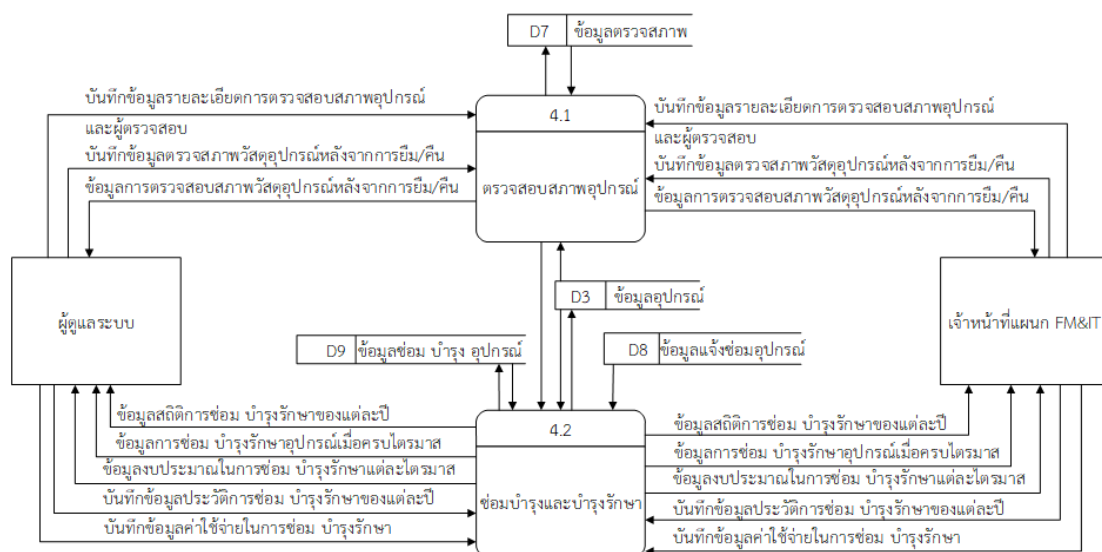 D7 ข้อมูลตรวจสภาพ
บันทึกข้อมูลรายละเอียดการตรวจสอบสภาพอุปกรณ์
และผู้ตรวจสอบ
บันทึกข้อมูลตรวจสภาพวัสดุอุปกรณ์หลังจากการยืม/คืน
ข้อมูลการตรวจสอบสภาพวัสดุอุปกรณ์หลังจากการยืม/คืน
4.1
ตรวจสอบสภาพอุปกรณ์
บันทึกข้อมูลรายละเอียดการตรวจสอบสภาพอุปกรณ์
และผู้ตรวจสอบ
บันทึกข้อมูลตรวจสภาพวัสดุอุปกรณ์หลังจากการยืม/คืน
ข้อมูลการตรวจสอบสภาพวัสดุอุปกรณ์หลังจากการยืม/คืน
ผู้ดูแลระบบ
D3 ข้อมูลอุปกรณ์
เจ้าหน้าที่แผนก FM&IT
D9 ข้อมูลซ่อม บำรุง อุปกรณ์
D8 ข้อมูลแจ้งซ่อมอุปกรณ์
ข้อมูลสถิติการซ่อม บำรุงรักษาของแต่ละปี
ข้อมูลการซ่อม บำรุงรักษาอุปกรณ์เมื่อครบไตรมาส
ข้อมูลงบประมาณในการซ่อม บำรุงรักษาแต่ละไตรมาส
บันทึกข้อมูลประวัติการซ่อม บำรุงรักษาของแต่ละปี
บันทึกข้อมูลค่าใช้จ่ายในการซ่อม บำรุงรักษา
4.2
ซ่อมบำรุงและบำรุงรักษา
ข้อมูลสถิติการซ่อม บำรุงรักษาของแต่ละปี
ข้อมูลการซ่อม บำรุงรักษาอุปกรณ์เมื่อครบไตรมาส
ข้อมูลงบประมาณในการซ่อม บำรุงรักษาแต่ละไตรมาส
บันทึกข้อมูลประวัติการซ่อม บำรุงรักษาของแต่ละปี
บันทึกข้อมูลค่าใช้จ่ายในการซ่อม บำรุงรักษา